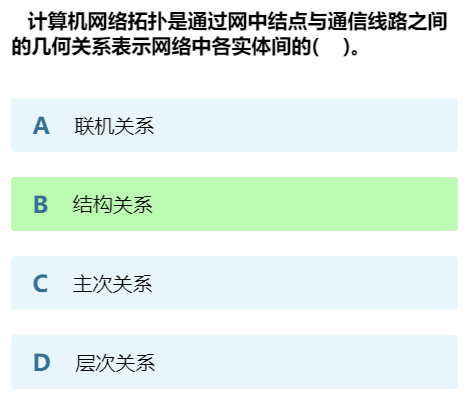 计算机网络拓扑是通过网中结点与通信线路之间
的几何关系表示网络中各实体间的(    )。
A 联机关系
B 结构关系
C 主次关系
D 层次关系